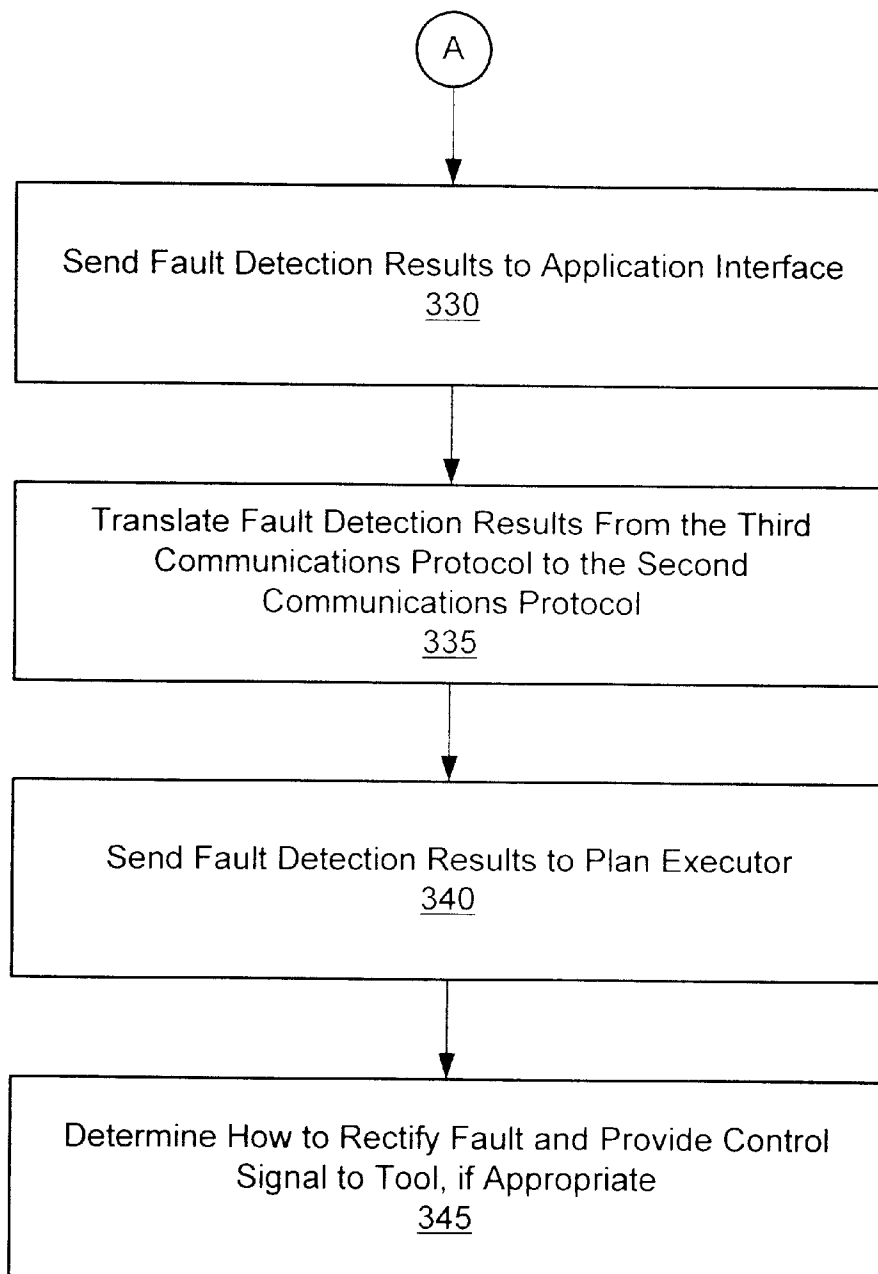 A
Send Fault Detection Results to Application Interface
330
Translate Fault Detection Results From the Third
Communications Protocol to the Second
Communications Protocol
335
Send Fault Detection Results to Plan Executor
340
Determine How to Rectify Fault and Provide Control
Signal to Tool, if Appropriate
345